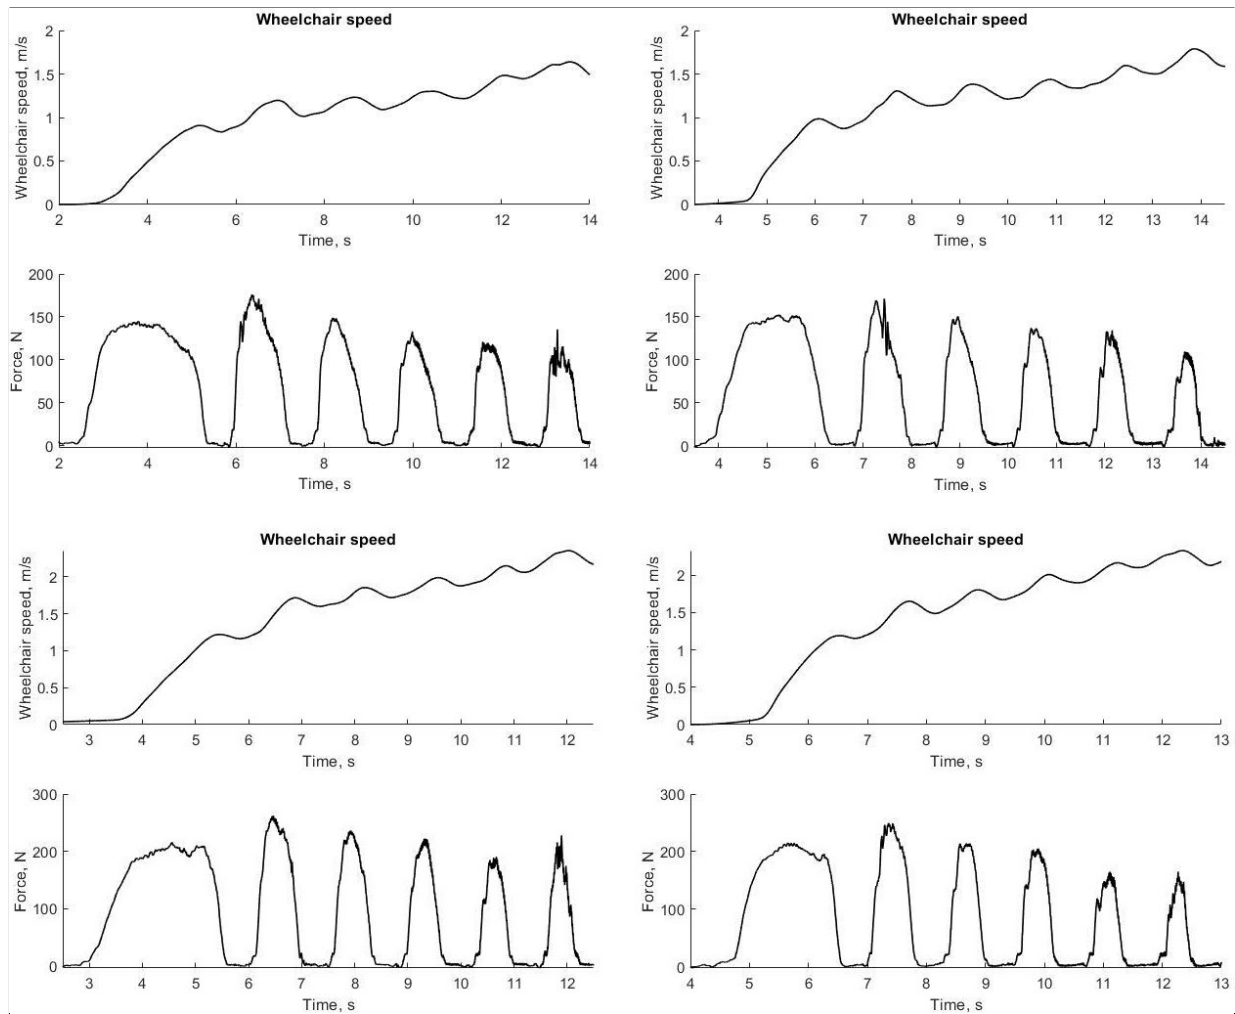 Wheelchair speed
Wheelchair speed, m/s
2
1.5
1
0.5
0
2 4 6 8 10 12 14
Time, s
Wheelchair speed
Wheelchair speed, m/s
2
1.5
1
0.5
0
4 5 6 7 8 9 10 11 12 13 14
Time, s
Force, N
200
150
100
50
0
2 4 6 8 10 12 14
Time, s
Force, N
200
150
100
50
0
4 5 6 7 8 9 10 11 12 13 14
Time, s
Wheelchair speed
Wheelchair speed, m/s
2
1.5
1
0.5
0
3 4 5 6 7 8 9 10 11 12
Time, s
Wheelchair speed
Wheelchair speed, m/s
2
1.5
1
0.5
0
4 5 6 7 8 9 10 11 12 13
Time, s
Force, N
300
200
100
0
3 4 5 6 7 8 9 10 11 12
Time, s
Force, N
300
200
100
0
4 5 6 7 8 9 10 11 12 13
Time, s